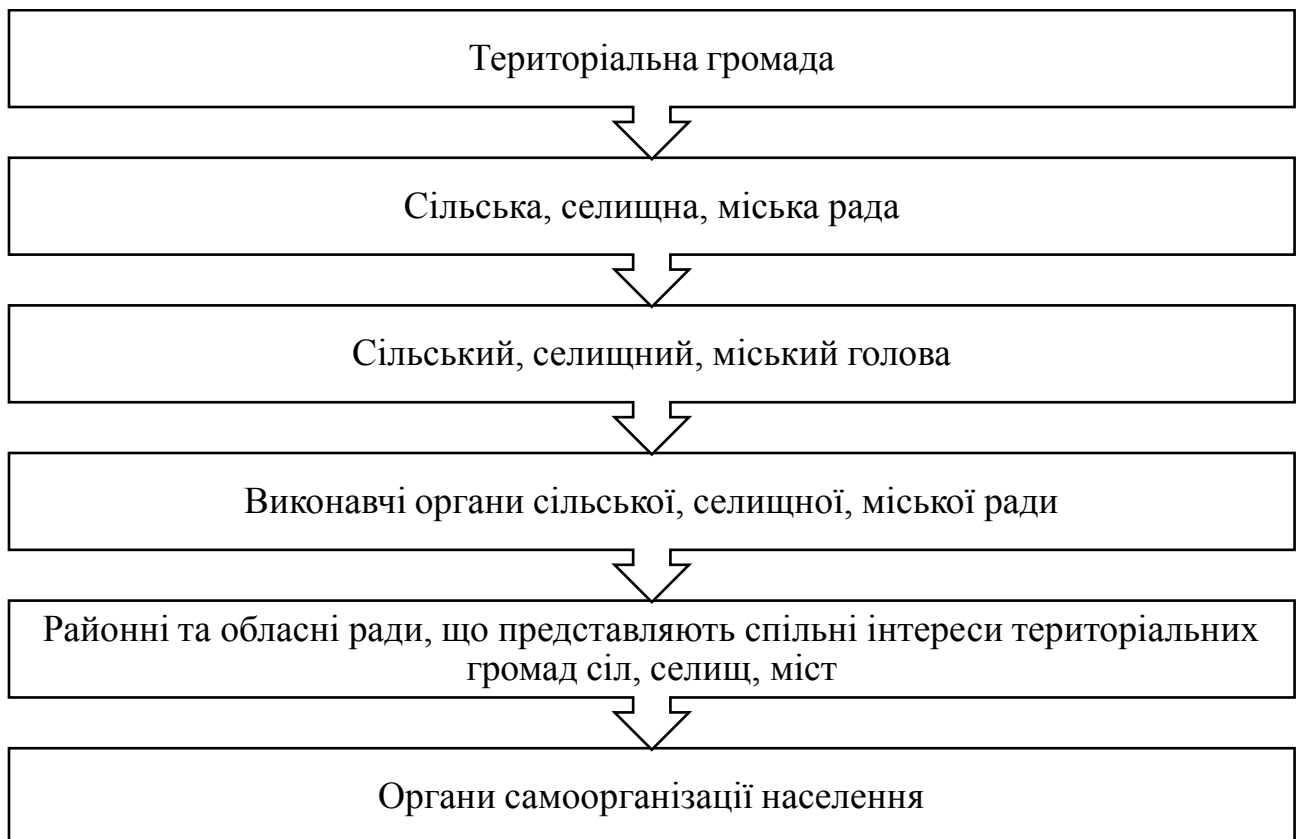 Територіальна громада
Сільська, селищна, міська рада
Сільський, селищний, міський голова
Виконавчі органи сільської, селищної, міської ради
Районні та обласні ради, що представляють спільні інтереси територіальних
громад сіл, селищ, міст
Органи самоорганізації населення